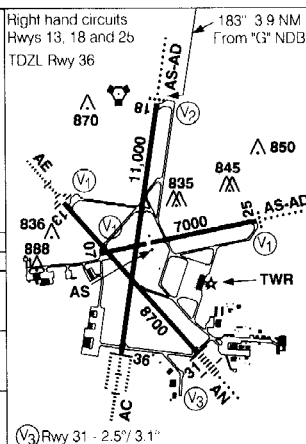 Right hand circuits
Rwys 13, 18 and 25
TDZL Rwy 36
183° 3.9 NM
From "G" NDB
AS-AD
18
V2
870
850
11,000
AE
V1
835
845
AS-AD
836
13
V1
7000
25
888
07
V1
AS
TWR
8700
36
31
V3
AC
AN
V3 Rwy 31 - 2.5°/ 3.1°